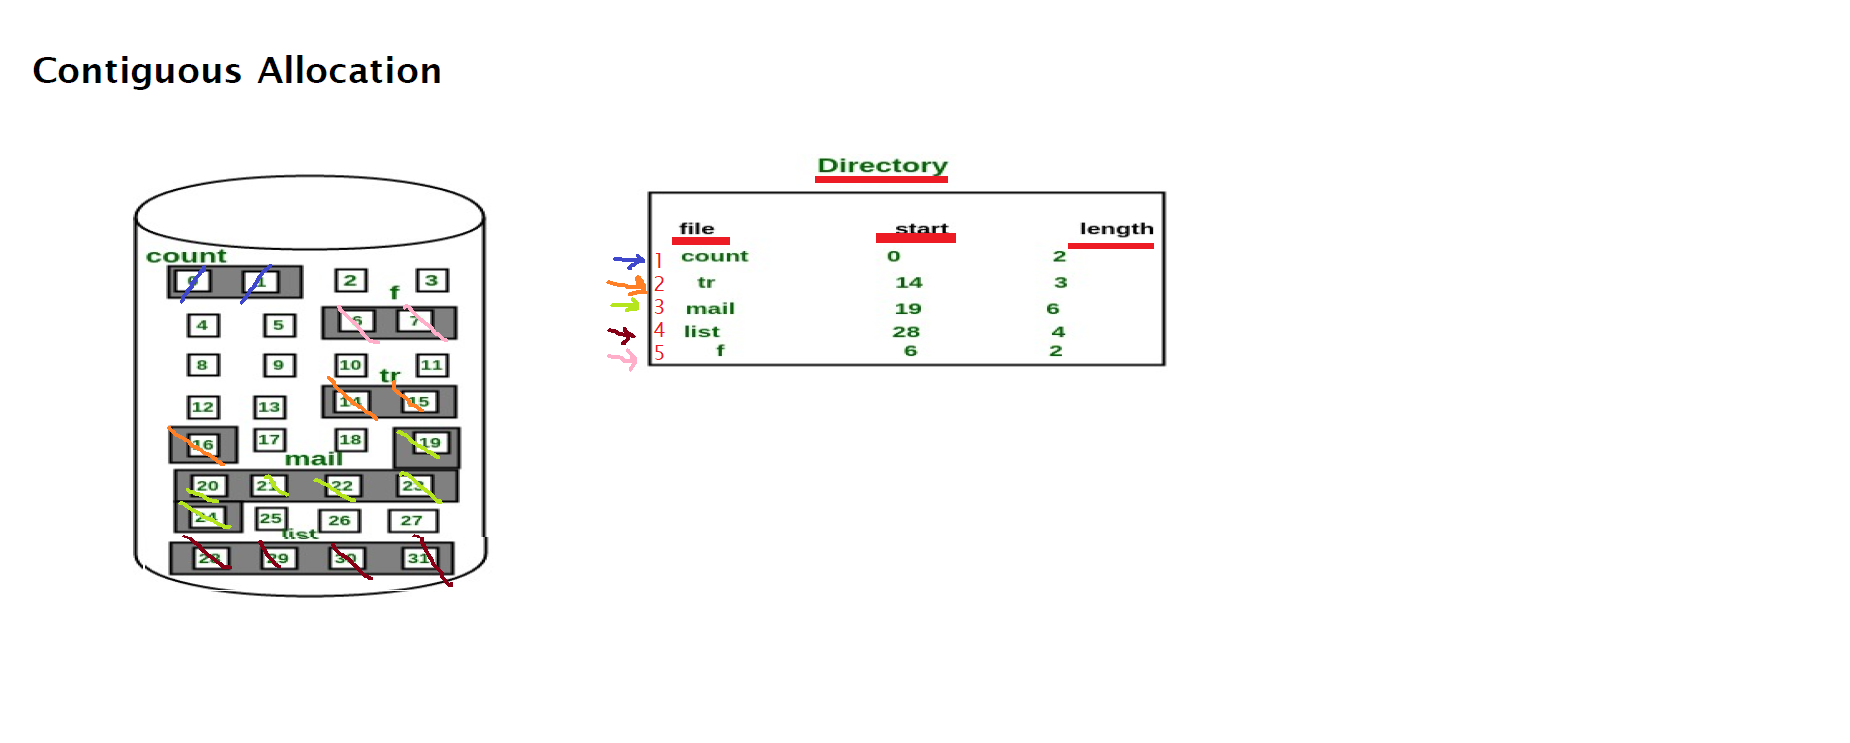 Contiguous Allocation
Directory
file start length
1 count 0 2
2 tr 14 3
3 mail 19 6
4 list 28 4
5 f 6 2
count
0 1 2 3
f
4 5 6 7
8 9 10 11
tr
12 13 14 15
16 17 18 19
mail
20 21 22 23
24 25 26 27
list
28 29 30 31